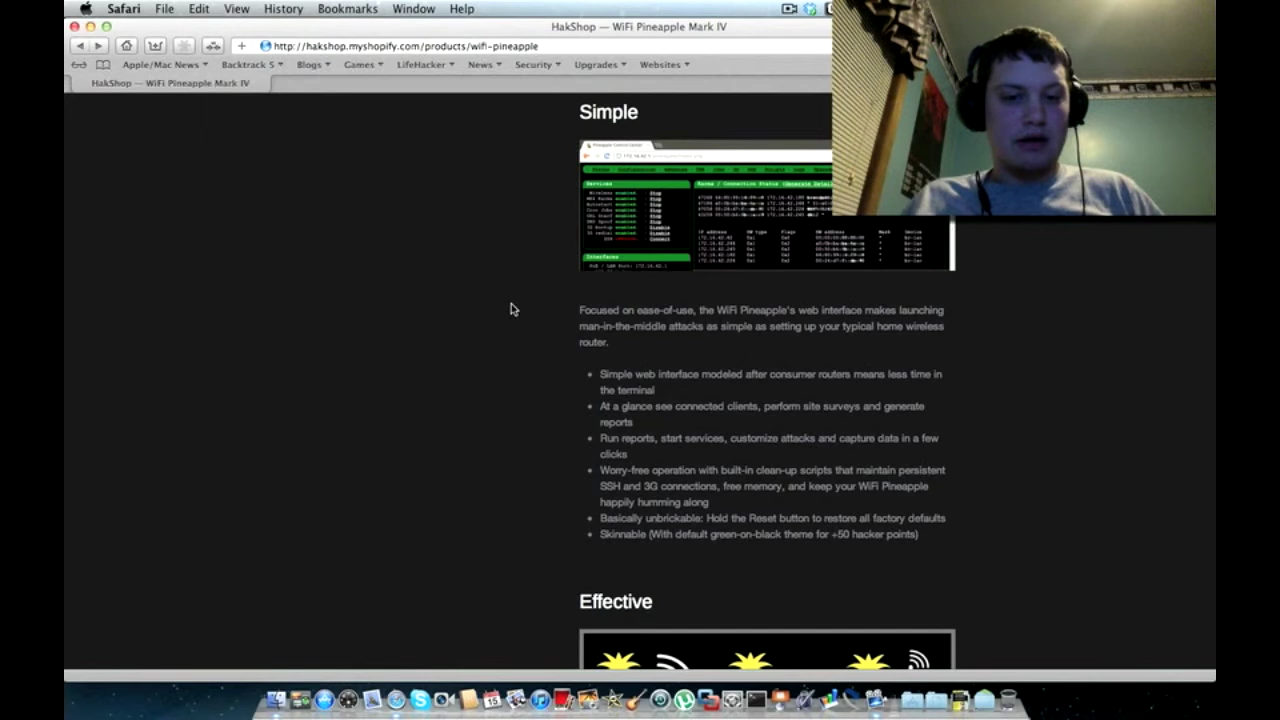 Safari File Edit View History Bookmarks Window Help
HakShop — WiFi Pineapple Mark IV
http://hakshop.myshopify.com/products/wifi-pineapple
Apple/Mac News Backtrack 5 Blogs Games LifeHacker News Security Upgrades Websites
HakShop — WiFi Pineapple Mark IV
Simple
Services
Interfaces
Focused on ease-of-use, the WiFi Pineapple's web interface makes launching
man-in-the-middle attacks as simple as setting up your typical home wireless
router.
• Simple web interface modeled after consumer routers means less time in
the terminal
• At a glance see connected clients, perform site surveys and generate
reports
• Run reports, start services, customize attacks and capture data in a few
clicks
• Worry-free operation with built-in clean-up scripts that maintain persistent
SSH and 3G connections, free memory, and keep your WiFi Pineapple
happily humming along
• Basically unbrickable: Hold the Reset button to restore all factory defaults
• Skinnable (With default green-on-black theme for +50 hacker points)
Effective
15